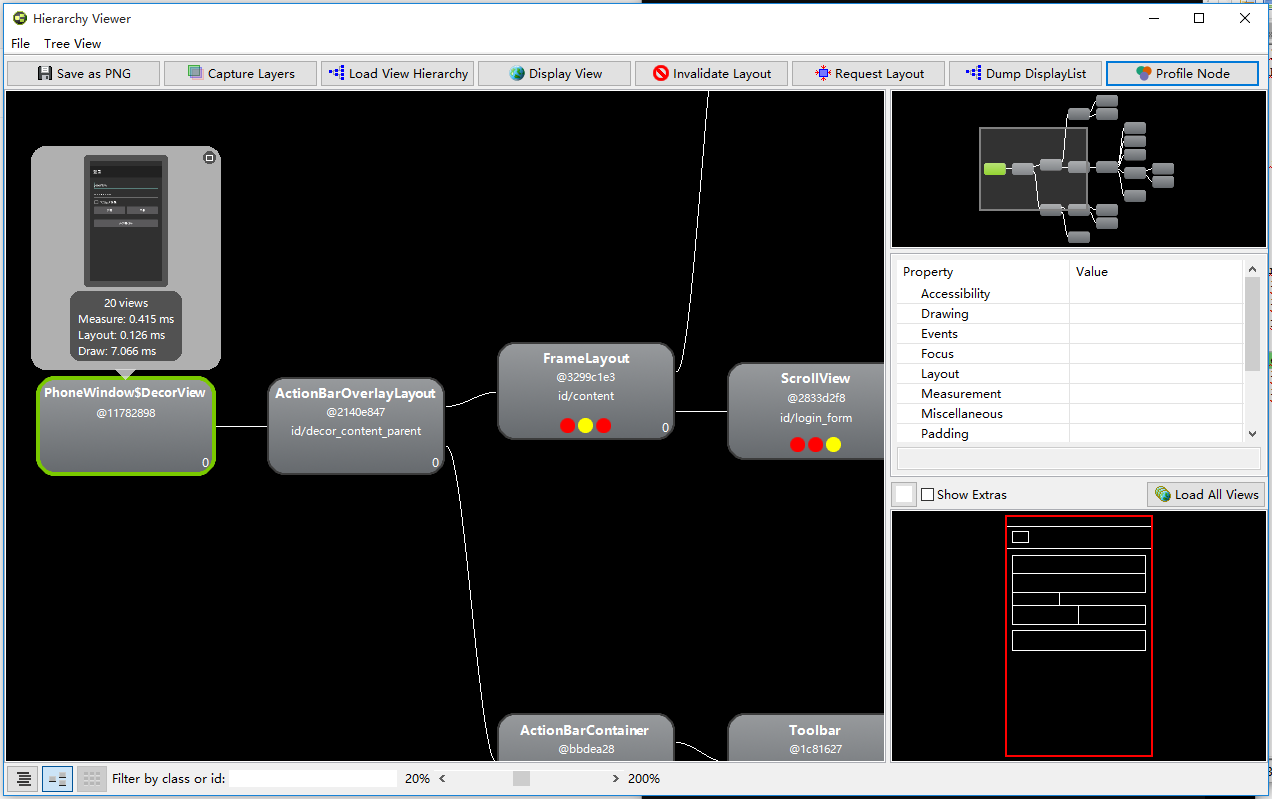 Hierarchy Viewer
File Tree View
Save as PNG Capture Layers Load View Hierarchy Display View Invalidate Layout Request Layout Dump DisplayList Profile Node
20 views
Measure: 0.415 ms
Layout: 0.126 ms
Draw: 7.066 ms
PhoneWindow$DecorView
@11782898
0
ActionBarOverlayLayout
@2140e847
id/decor_content_parent
0
FrameLayout
@3299c1e3
id/content
0
ScrollView
@2833d2f8
id/login_form
ActionBarContainer
@bbdea28
Toolbar
@1c81627
Property Value
Accessibility
Drawing
Events
Focus
Layout
Measurement
Miscellaneous
Padding
Show Extras Load All Views
Filter by class or id: 20% < > 200%